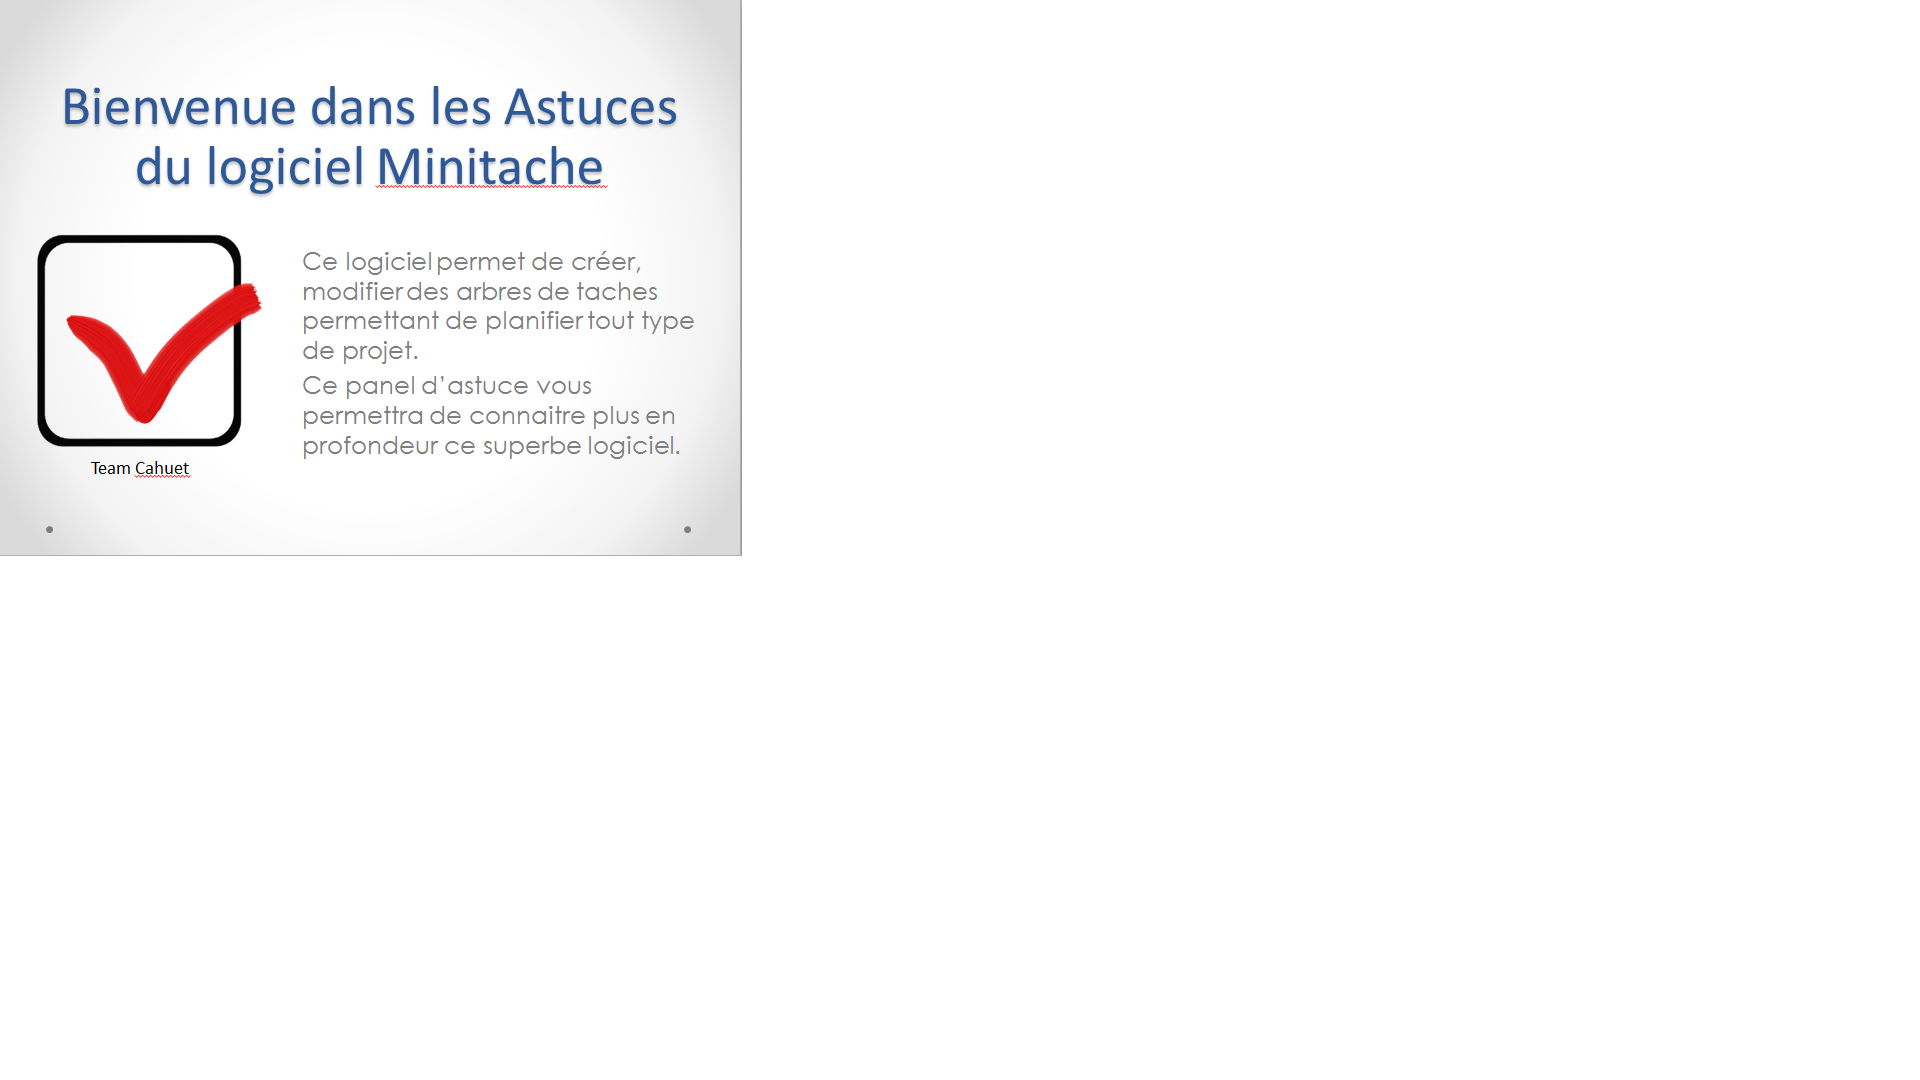 Bienvenue dans les Astuces
du logiciel Minitache
Ce logiciel permet de créer,
modifier des arbres de taches
permettant de planifier tout type
de projet.
Ce panel d’astuce vous
permettra de connaitre plus en
profondeur ce superbe logiciel.
Team Cahuet